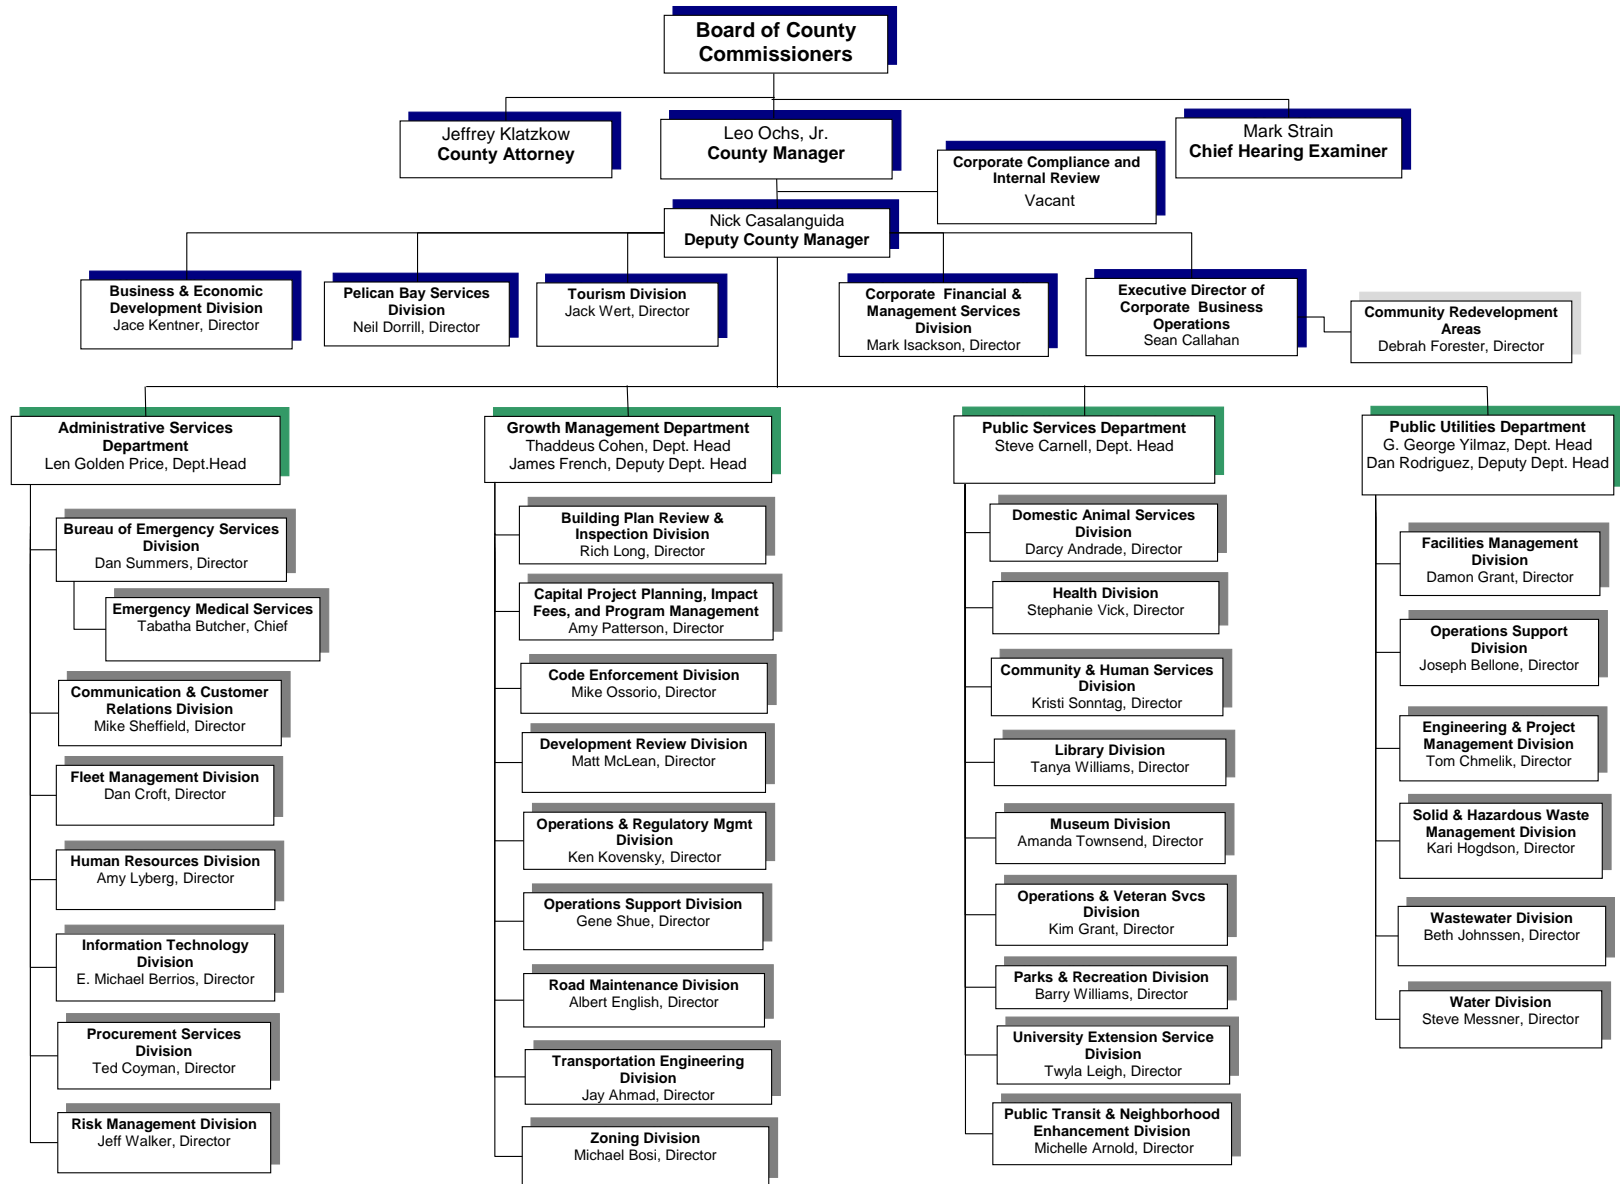 Board of County
Commissioners
Jeffrey Klatzkow
County Attorney
Leo Ochs, Jr.
County Manager
Mark Strain
Chief Hearing Examiner
Corporate Compliance and
Internal Review
Vacant
Nick Casalanguida
Deputy County Manager
Business & Economic
Development Division
Jace Kentner, Director
Pelican Bay Services
Division
Neil Dorrill, Director
Tourism Division
Jack Wert, Director
Corporate Financial &
Management Services
Division
Mark Isackson, Director
Executive Director of
Corporate Business
Operations
Sean Callahan
Community Redevelopment
Areas
Debrah Forester, Director
Administrative Services
Department
Len Golden Price, Dept.Head
Bureau of Emergency Services
Division
Dan Summers, Director
Emergency Medical Services
Tabatha Butcher, Chief
Communication & Customer
Relations Division
Mike Sheffield, Director
Fleet Management Division
Dan Croft, Director
Human Resources Division
Amy Lyberg, Director
Information Technology
Division
E. Michael Berrios, Director
Procurement Services
Division
Ted Coyman, Director
Risk Management Division
Jeff Walker, Director
Growth Management Department
Thaddeus Cohen, Dept. Head
James French, Deputy Dept. Head
Building Plan Review &
Inspection Division
Rich Long, Director
Capital Project Planning, Impact
Fees, and Program Management
Amy Patterson, Director
Code Enforcement Division
Mike Ossorio, Director
Development Review Division
Matt McLean, Director
Operations & Regulatory Mgmt
Division
Ken Kovensky, Director
Operations Support Division
Gene Shue, Director
Road Maintenance Division
Albert English, Director
Transportation Engineering
Division
Jay Ahmad, Director
Zoning Division
Michael Bosi, Director
Public Services Department
Steve Carnell, Dept. Head
Domestic Animal Services
Division
Darcy Andrade, Director
Health Division
Stephanie Vick, Director
Community & Human Services
Division
Kristi Sonntag, Director
Library Division
Tanya Williams, Director
Museum Division
Amanda Townsend, Director
Operations & Veteran Svcs
Division
Kim Grant, Director
Parks & Recreation Division
Barry Williams, Director
University Extension Service
Division
Twyla Leigh, Director
Public Transit & Neighborhood
Enhancement Division
Michelle Arnold, Director
Public Utilities Department
G. George Yilmaz, Dept. Head
Dan Rodriguez, Deputy Dept. Head
Facilities Management
Division
Damon Grant, Director
Operations Support
Division
Joseph Bellone, Director
Engineering & Project
Management Division
Tom Chmelik, Director
Solid & Hazardous Waste
Management Division
Kari Hogdson, Director
Wastewater Division
Beth Johnssen, Director
Water Division
Steve Messner, Director